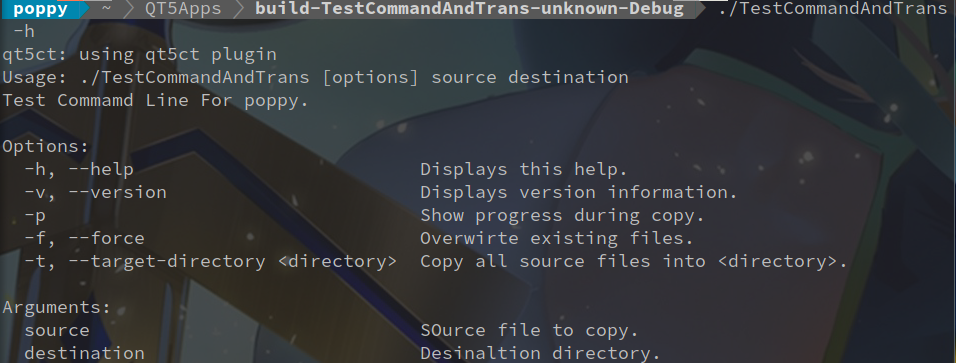 poppy ~ QT5Apps build-TestCommandAndTrans-unknown-Debug ./TestCommandAndTrans
-h
qt5ct: using qt5ct plugin
Usage: ./TestCommandAndTrans [options] source destination
Test Commamd Line For poppy.
Options:
-h, --help Displays this help.
-v, --version Displays version information.
-p Show progress during copy.
-f, --force Overwirte existing files.
-t, --target-directory <directory> Copy all source files into <directory>.
Arguments:
source SOurce file to copy.
destination Desinaltion directory.